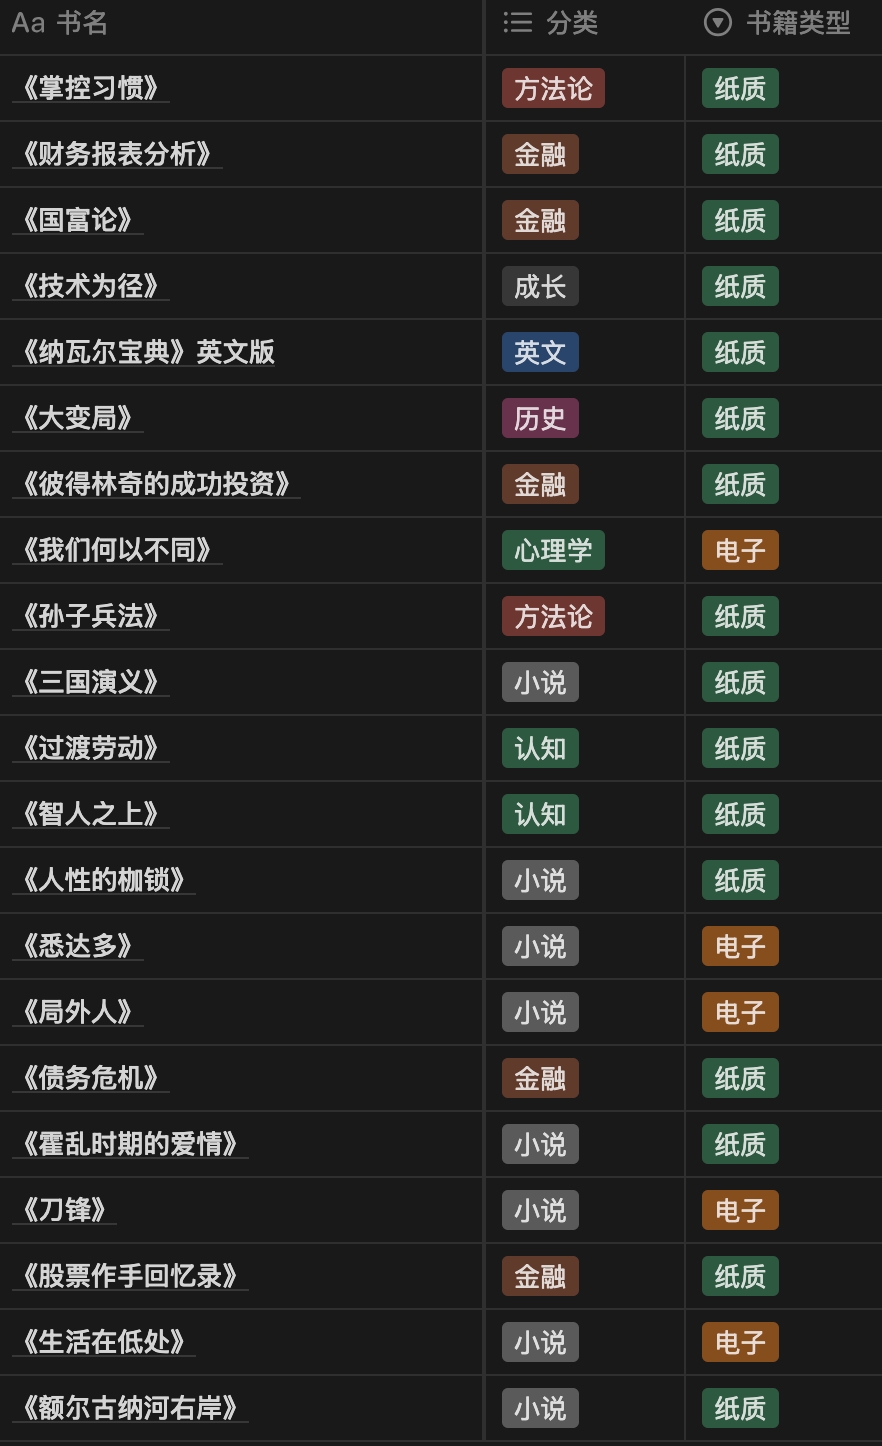 Aa 书名 分类 书籍类型
《掌控习惯》 方法论 纸质
《财务报表分析》 金融 纸质
《国富论》 金融 纸质
《技术为径》 成长 纸质
《纳瓦尔宝典》英文版 英文 纸质
《大变局》 历史 纸质
《彼得林奇的成功投资》 金融 纸质
《我们何以不同》 心理学 电子
《孙子兵法》 方法论 纸质
《三国演义》 小说 纸质
《过渡劳动》 认知 纸质
《智人之上》 认知 纸质
《人性的枷锁》 小说 纸质
《悉达多》 小说 电子
《局外人》 小说 电子
《债务危机》 金融 纸质
《霍乱时期的爱情》 小说 纸质
《刀锋》 小说 电子
《股票作手回忆录》 金融 纸质
《生活在低处》 小说 电子
《额尔古纳河右岸》 小说 纸质